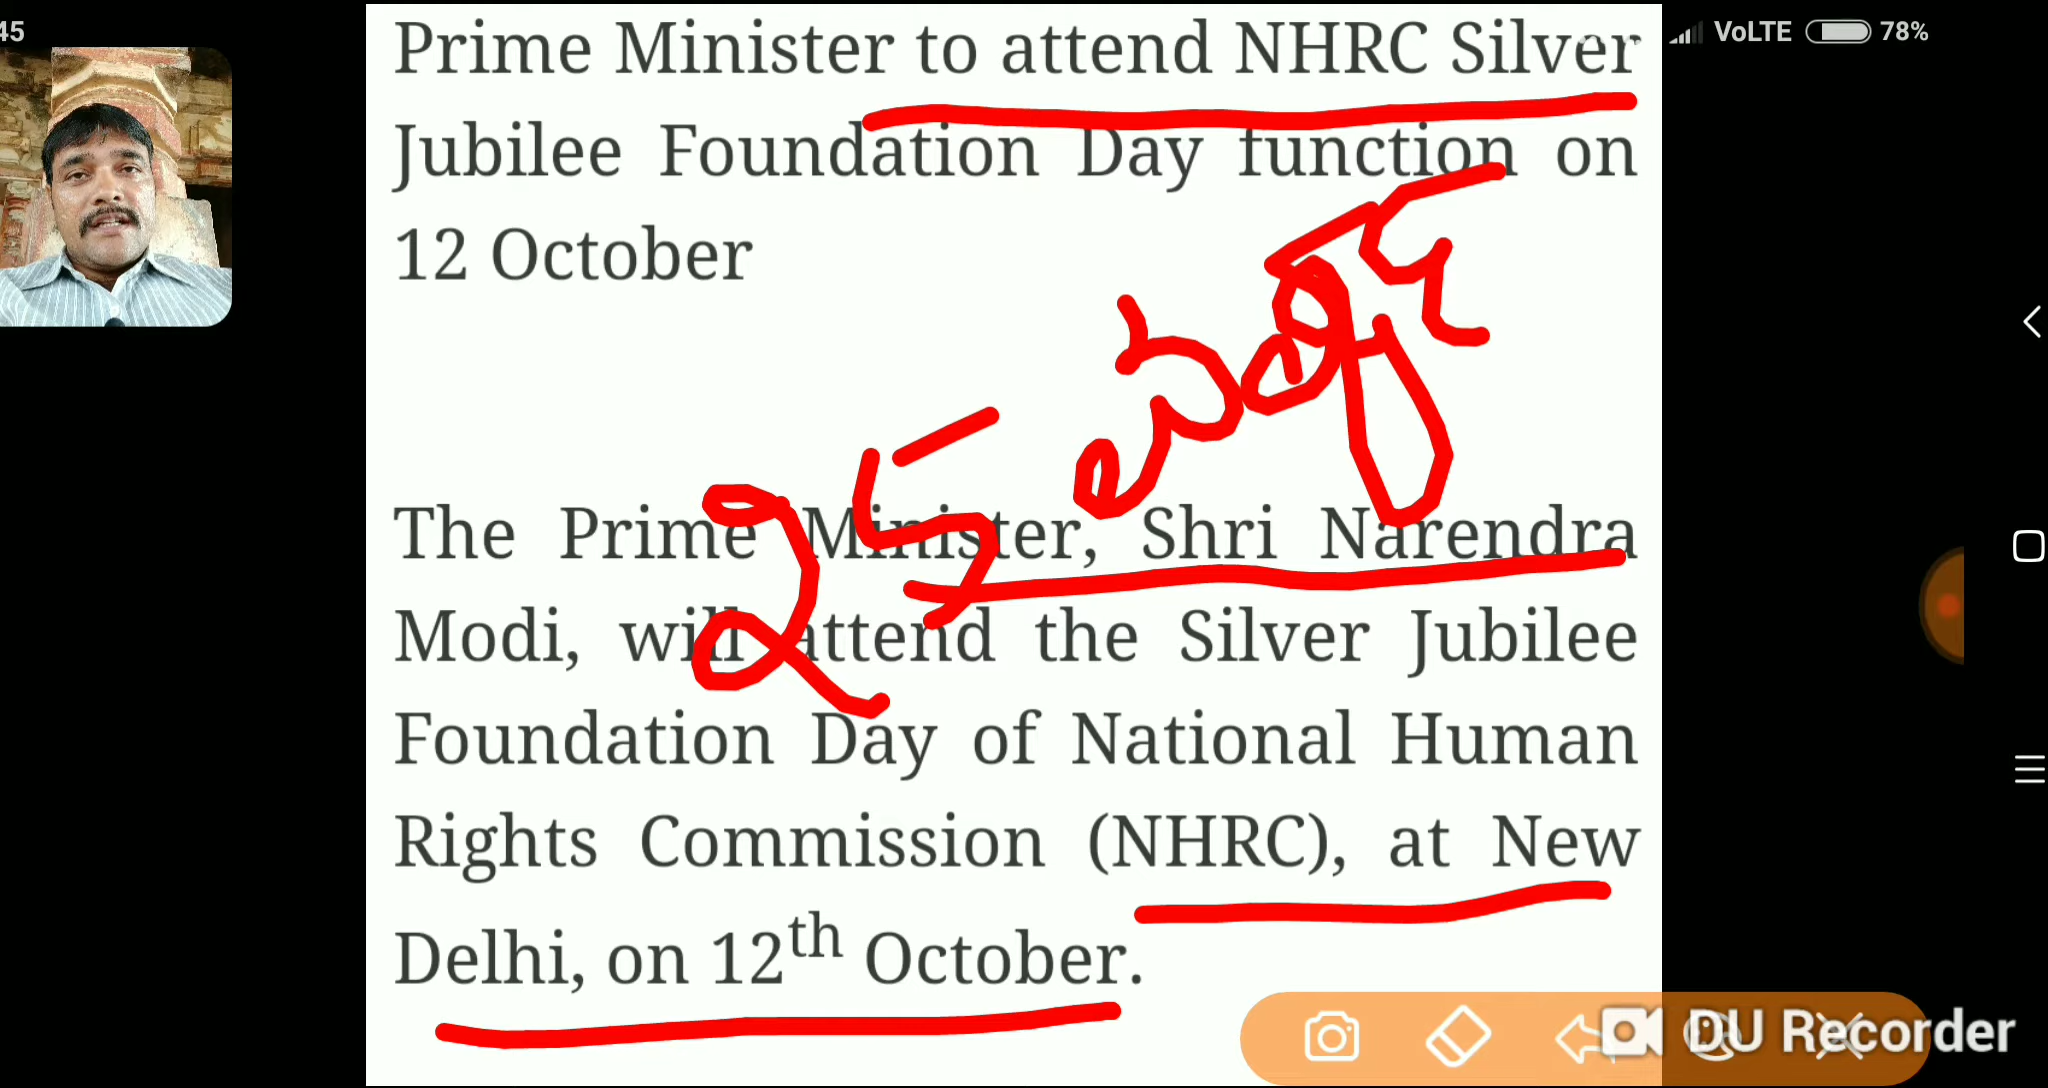 45
VoLTE 78%
Prime Minister to attend NHRC Silver
Jubilee Foundation Day function on
12 October
25
The Prime Minister, Shri Narendra
Modi, will attend the Silver Jubilee
Foundation Day of National Human
Rights Commission (NHRC), at New
Delhi, on 12th October.
DU Recorder